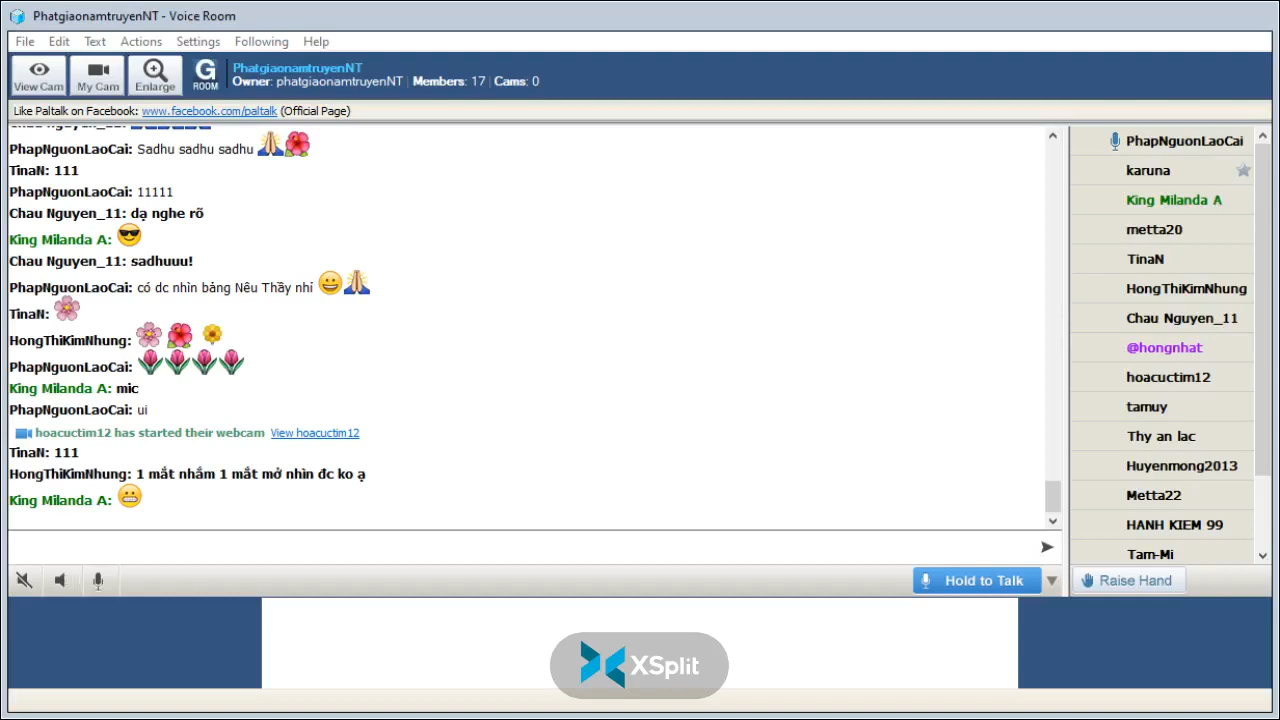 PhatgiaonamtruyenNT - Voice Room
File Edit Text Actions Settings Following Help
View Cam My Cam Enlarge G ROOM
PhatgiaonamtruyenNT
Owner: phatgiaonamtruyenNT | Members: 17 | Cams: 0
Like Paltalk on Facebook: www.facebook.com/paltalk (Official Page)
Chau Nguyen_11:
PhapNguonLaoCai: Sadhu sadhu sadhu
TinaN: 111
PhapNguonLaoCai: 11111
Chau Nguyen_11: dạ nghe rõ
King Milanda A:
Chau Nguyen_11: sadhuuu!
PhapNguonLaoCai: có dc nhìn bảng Nêu Thầy nhỉ
TinaN:
HongThiKimNhung:
PhapNguonLaoCai:
King Milanda A: mic
PhapNguonLaoCai: ui
hoacuctim12 has started their webcam View hoacuctim12
TinaN: 111
HongThiKimNhung: 1 mắt nhắm 1 mắt mở nhìn đc ko ạ
King Milanda A:
Hold to Talk
PhapNguonLaoCai
karuna
King Milanda A
metta20
TinaN
HongThiKimNhung
Chau Nguyen_11
@hongnhat
hoacuctim12
tamuy
Thy an lac
Huyenmong2013
Metta22
HANH KIEM 99
Tam-Mi
Raise Hand
XSplit